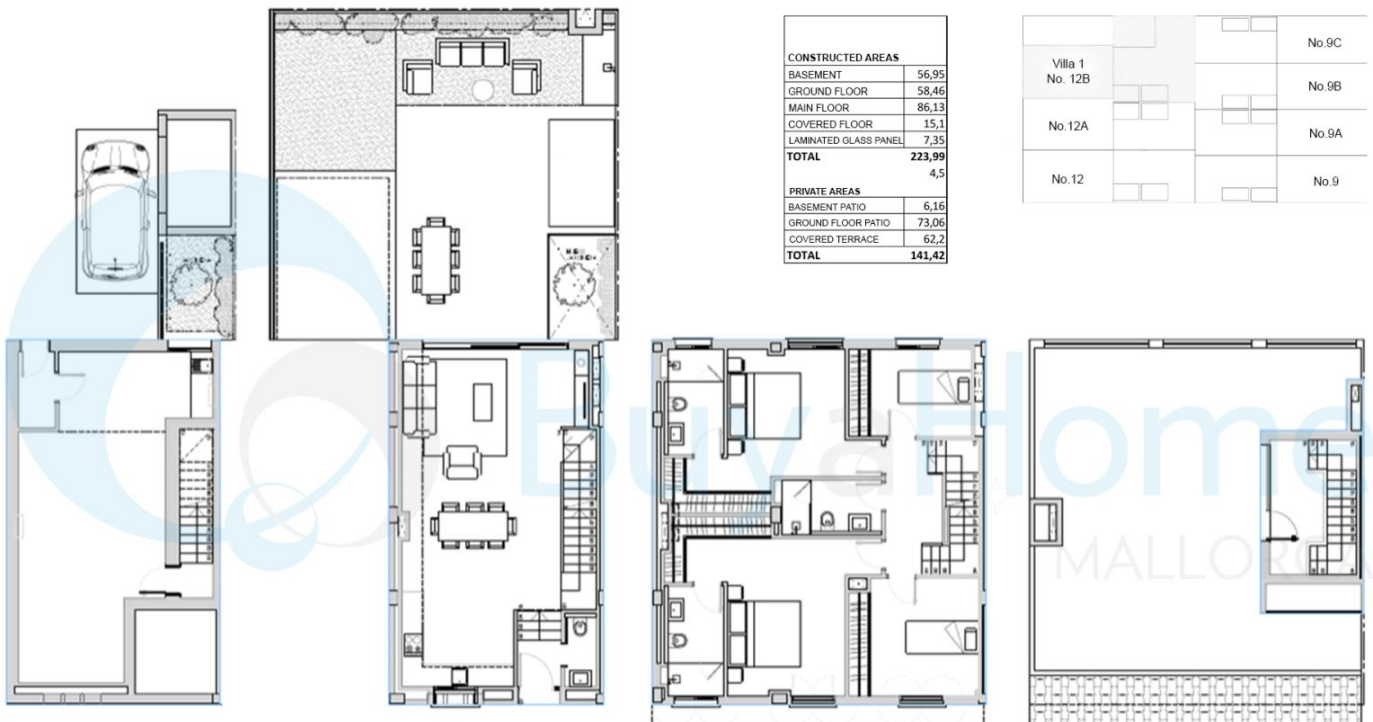 CONSTRUCTED AREAS
BASEMENT 56,95
GROUND FLOOR 58,46
MAIN FLOOR 86,13
COVERED FLOOR 15,1
LAMINATED GLASS PANEL 7,35
TOTAL 223,99
4,5
PRIVATE AREAS
BASEMENT PATIO 6,16
GROUND FLOOR PATIO 73,06
COVERED TERRACE 62,2
TOTAL 141,42
Villa 1
No. 12B
No.12A
No.12
No.9C
No.9B
No.9A
No.9
BuyaHome
MALLORCA